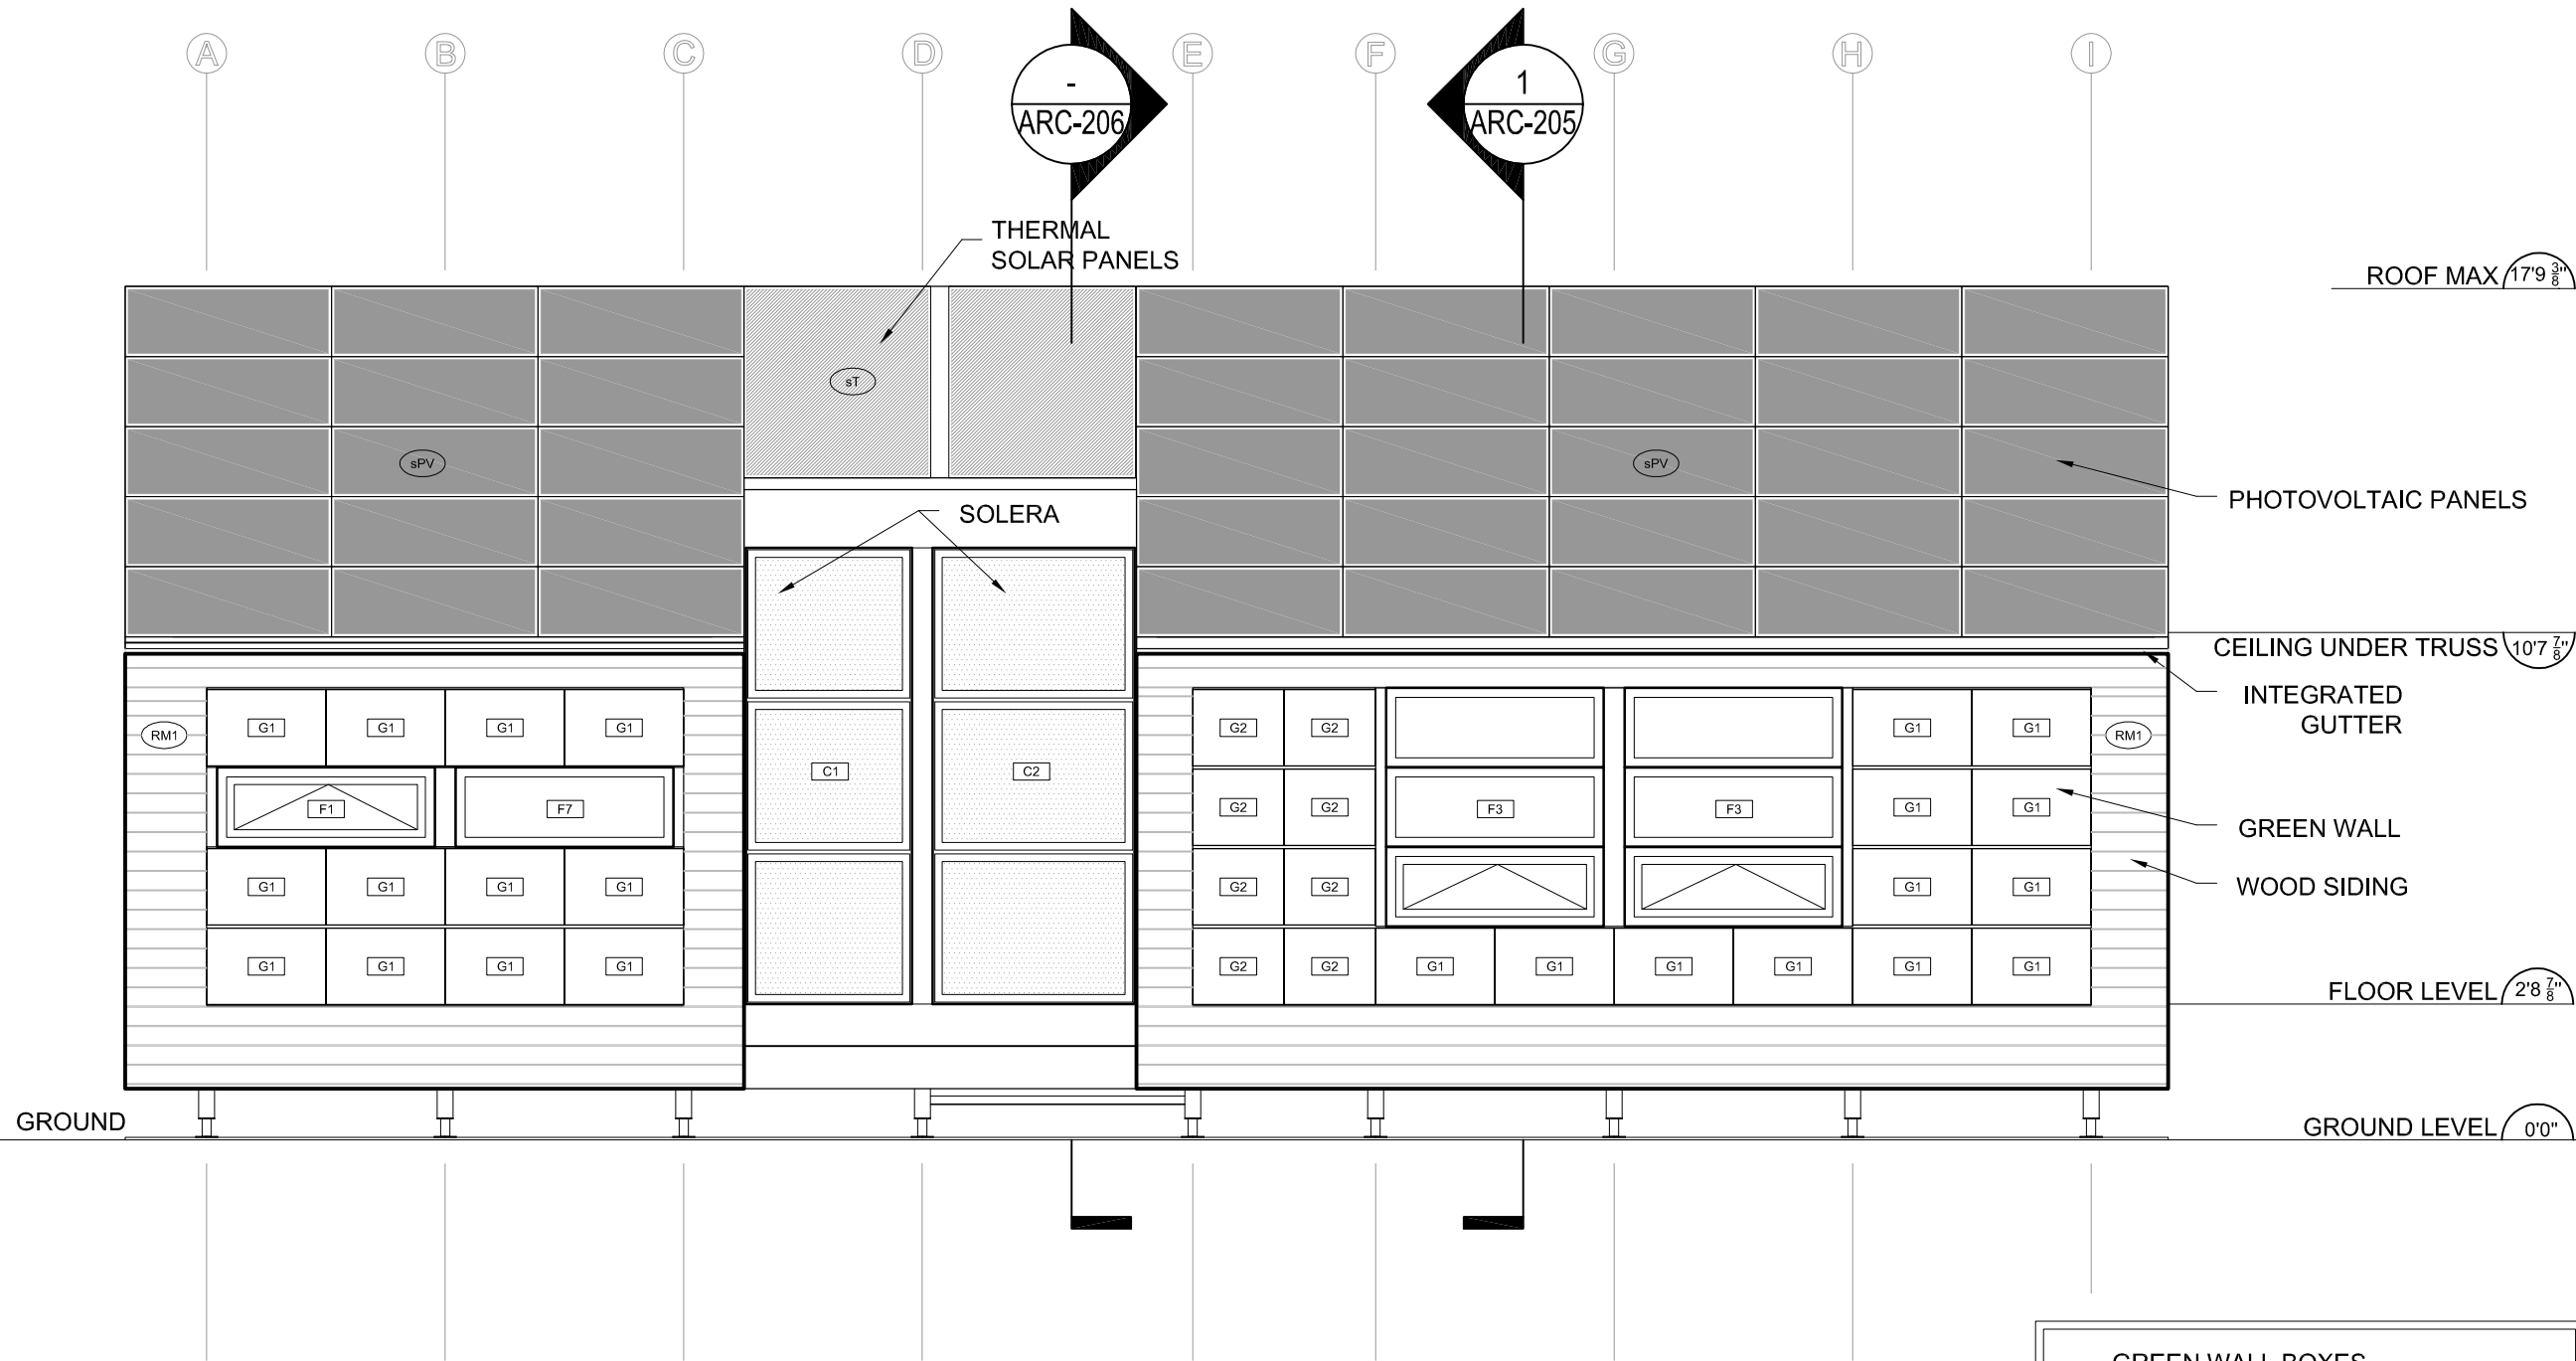 A B C D E F G H I
-
ARC-206
1
ARC-205
THERMAL
SOLAR PANELS
ROOF MAX 17'9 3/8"
sT
sPV
sPV
PHOTOVOLTAIC PANELS
SOLERA
CEILING UNDER TRUSS 10'7 7/8"
INTEGRATED
GUTTER
RM1 G1 G1 G1 G1
G2 G2 G1 G1 RM1
C1 C2
F1 F7
G2 G2 F3 F3 G1 G1
GREEN WALL
G1 G1 G1 G1
G2 G2 G1 G1
WOOD SIDING
G1 G1 G1 G1
G2 G2 G1 G1 G1 G1 G1 G1
FLOOR LEVEL 2'8 7/8"
GROUND
GROUND LEVEL 0'0"
GREEN WALL BOXES